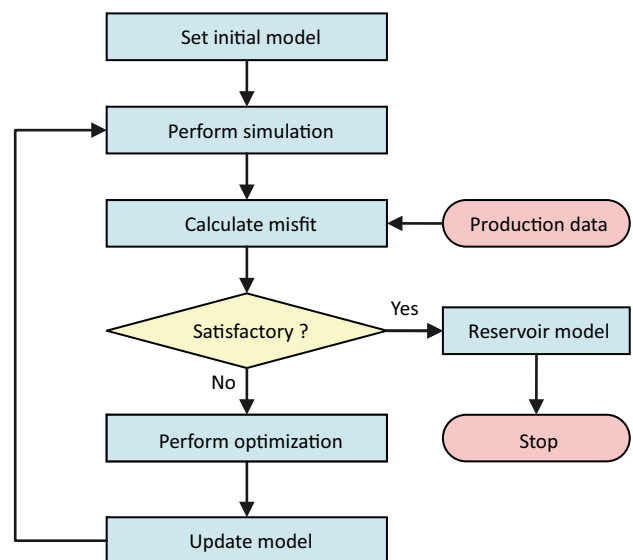 Set initial model
Perform simulation
Calculate misfit
Production data
Satisfactory ?
Yes
Reservoir model
No
Perform optimization
Stop
Update model